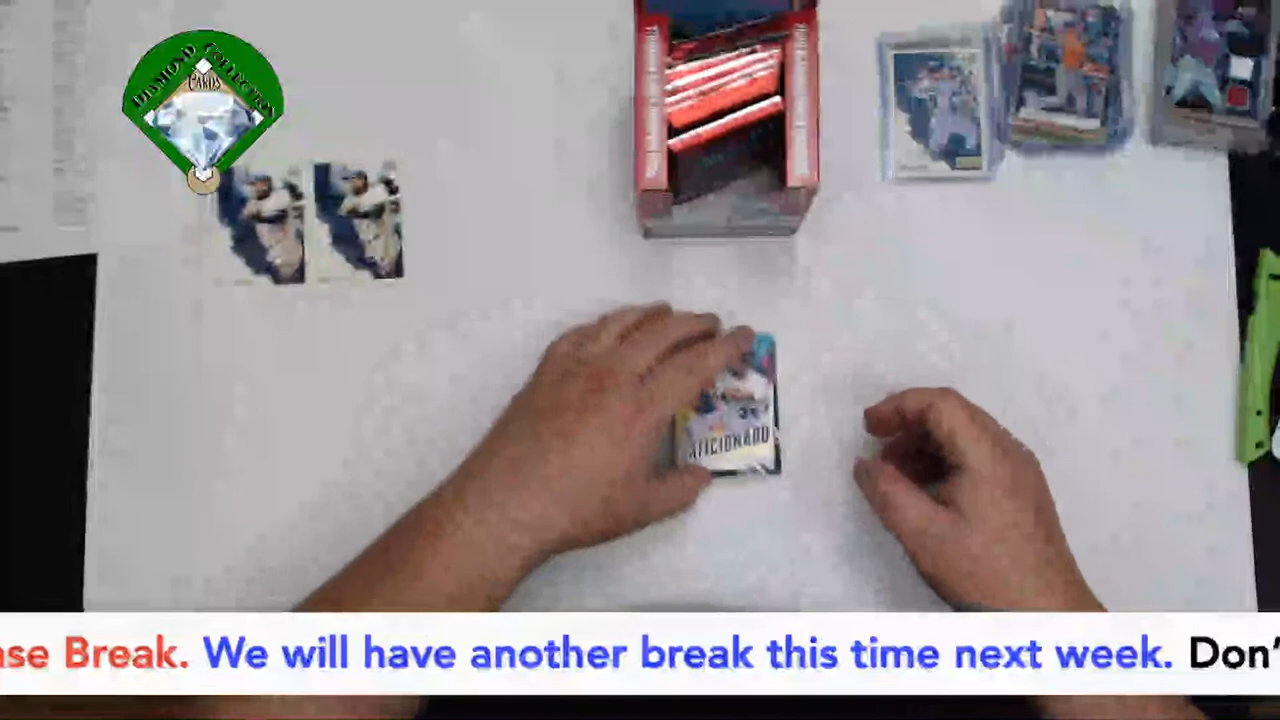 DIAMOND COLLECTION
CARDS
AFICIONADO
ase Break. We will have another break this time next week. Don'